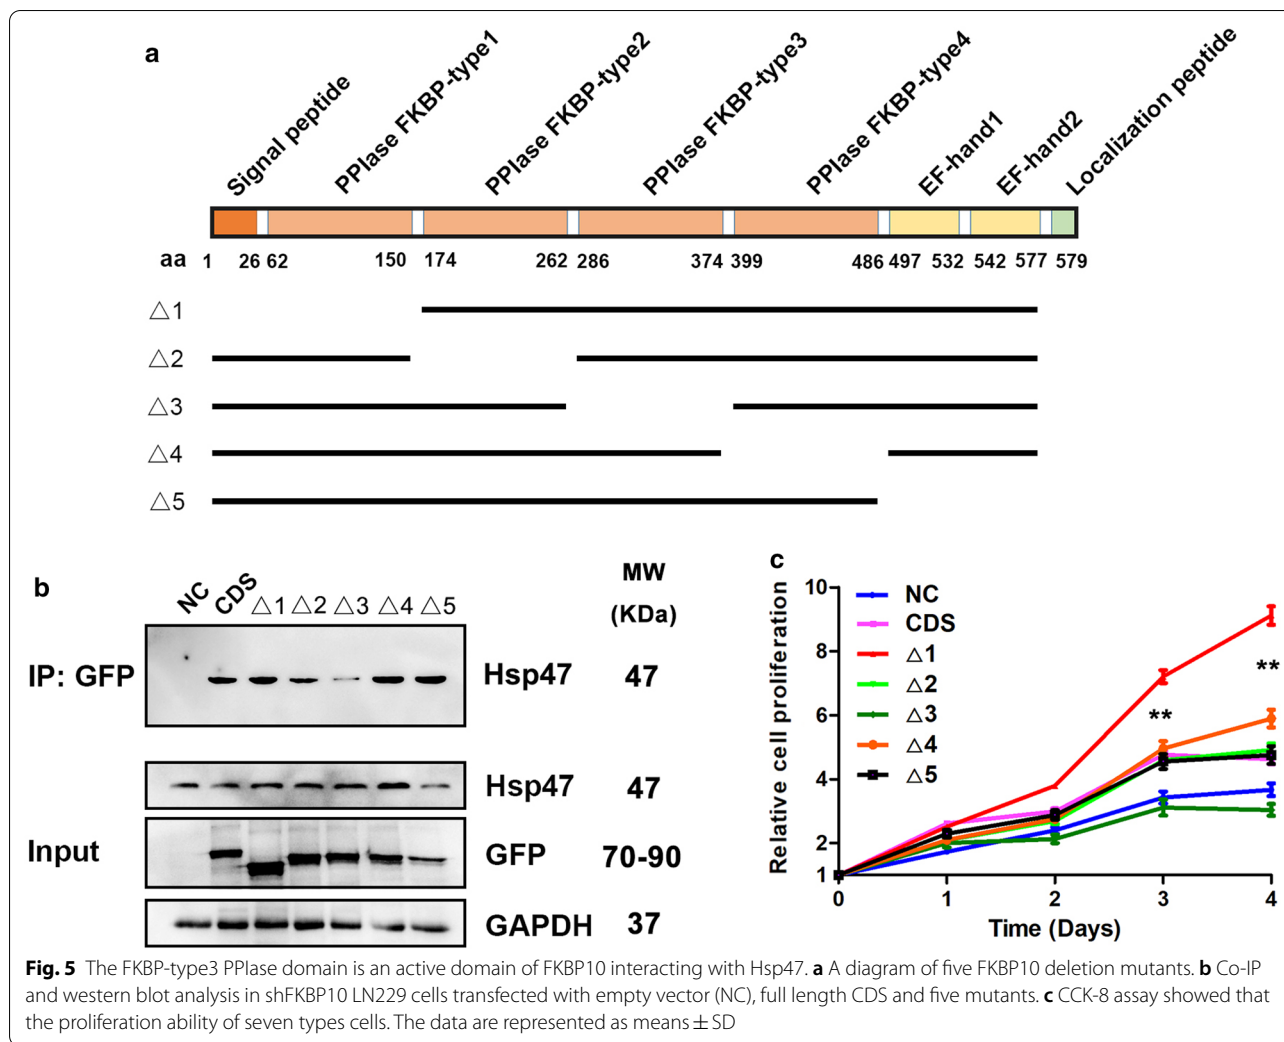 a
Signal peptide
PPIase FKBP-type1
PPIase FKBP-type2
PPIase FKBP-type3
PPIase FKBP-type4
EF-hand1
EF-hand2
Localization peptide
aa 1 26 62 150 174 262 286 374 399 486 497 532 542 577 579
△1
△2
△3
△4
△5
b
NC CDS △1 △2 △3 △4 △5
MW
(KDa)
IP: GFP Hsp47 47
Hsp47 47
Input GFP 70-90
GAPDH 37
c
Relative cell proliferation
10
8
6
4
2
1
NC
CDS
△1
△2
△3
△4
△5
**
**
0 1 2 3 4
Time (Days)
Fig. 5 The FKBP-type3 PPIase domain is an active domain of FKBP10 interacting with Hsp47. a A diagram of five FKBP10 deletion mutants. b Co-IP
and western blot analysis in shFKBP10 LN229 cells transfected with empty vector (NC), full length CDS and five mutants. c CCK-8 assay showed that
the proliferation ability of seven types cells. The data are represented as means ± SD